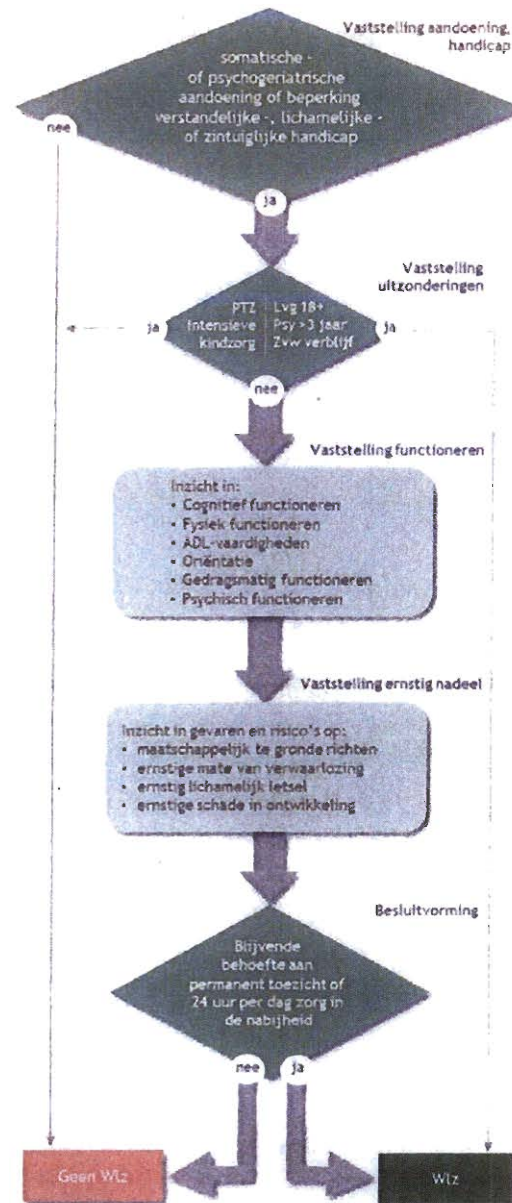 Vaststelling aandoening,
handicap
somatische -
of psychogeriatrische
aandoening of beperking
verstandelijke -, lichamelijke -
of zintuiglijke handicap
nee
ja
Vaststelling
uitzonderingen
ja
PTZ
Intensieve
kindzorg
Lvg 18+
Psy >3 jaar
Zvw verblijf
ja
nee
Vaststelling functioneren
Inzicht in:
• Cognitief functioneren
• Fysiek functioneren
• ADL-vaardigheden
• Oriëntatie
• Gedragsmatig functioneren
• Psychisch functioneren
Vaststelling ernstig nadeel
Inzicht in gevaren en risico's op:
• maatschappelijk te gronde richten
• ernstige mate van verwaarlozing
• ernstig lichamelijk letsel
• ernstige schade in ontwikkeling
Besluitvorming
Blijvende
behoefte aan
permanent toezicht of
24 uur per dag zorg in
de nabijheid
nee
ja
Geen Wlz
Wlz